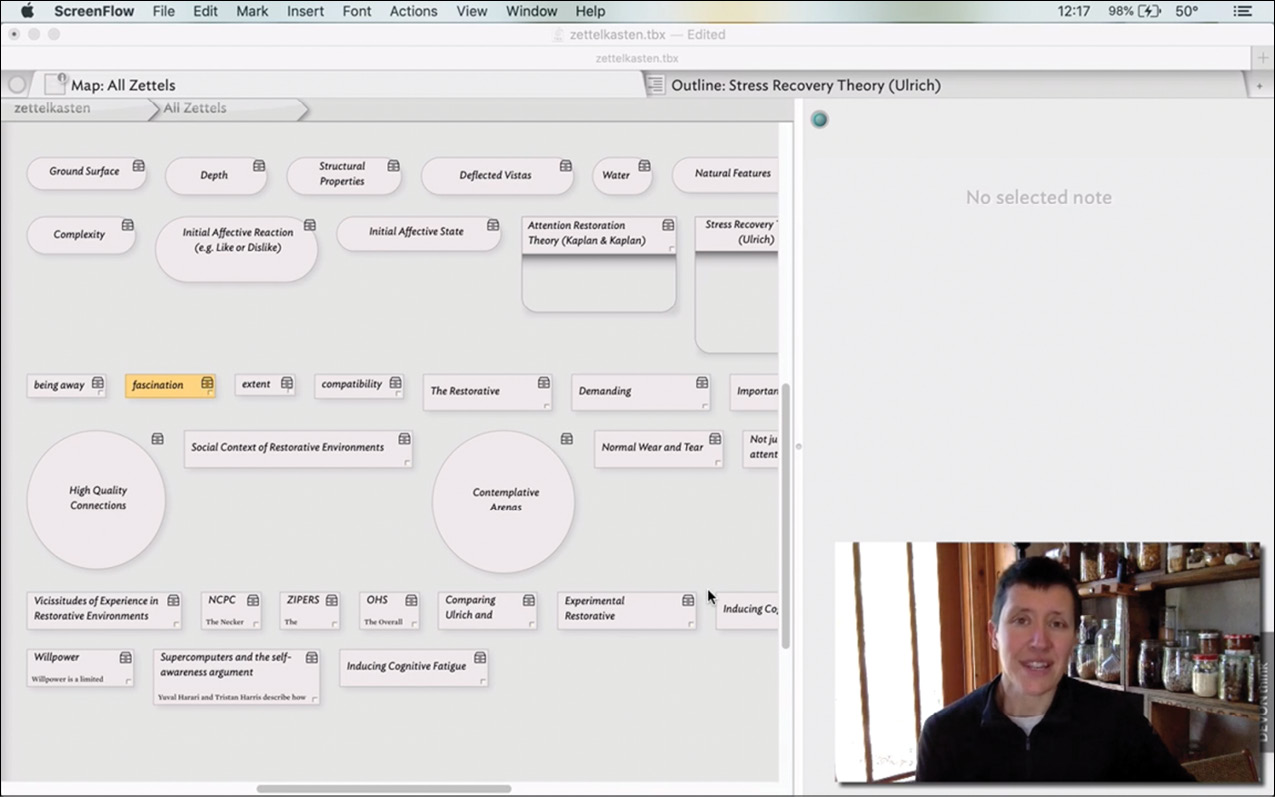 ScreenFlow File Edit Mark Insert Font Actions View Window Help 12:17 98% 50°
zettelkasten.tbx — Edited
zettelkasten.tbx
Map: All Zettels
Outline: Stress Recovery Theory (Ulrich)
zettelkasten
All Zettels
No selected note
Ground Surface
Depth
Structural
Properties
Deflected Vistas
Water
Natural Features
Complexity
Initial Affective Reaction
(e.g. Like or Dislike)
Initial Affective State
Attention Restoration
Theory (Kaplan & Kaplan)
Stress Recovery
(Ulrich)
being away
fascination
extent
compatibility
The Restorative
Demanding
Importan
High Quality
Connections
Social Context of Restorative Environments
Contemplative
Arenas
Normal Wear and Tear
Not ju
attent
Vicissitudes of Experience in
Restorative Environments
NCPC
The Necker
ZIPERS
The
OHS
The Overall
Comparing
Ulrich and
Experimental
Restorative
Inducing Cog
Willpower
Willpower is a limited
Supercomputers and the self-
awareness argument
Yuval Harari and Tristan Harris describe how
Inducing Cognitive Fatigue
DEVONthink